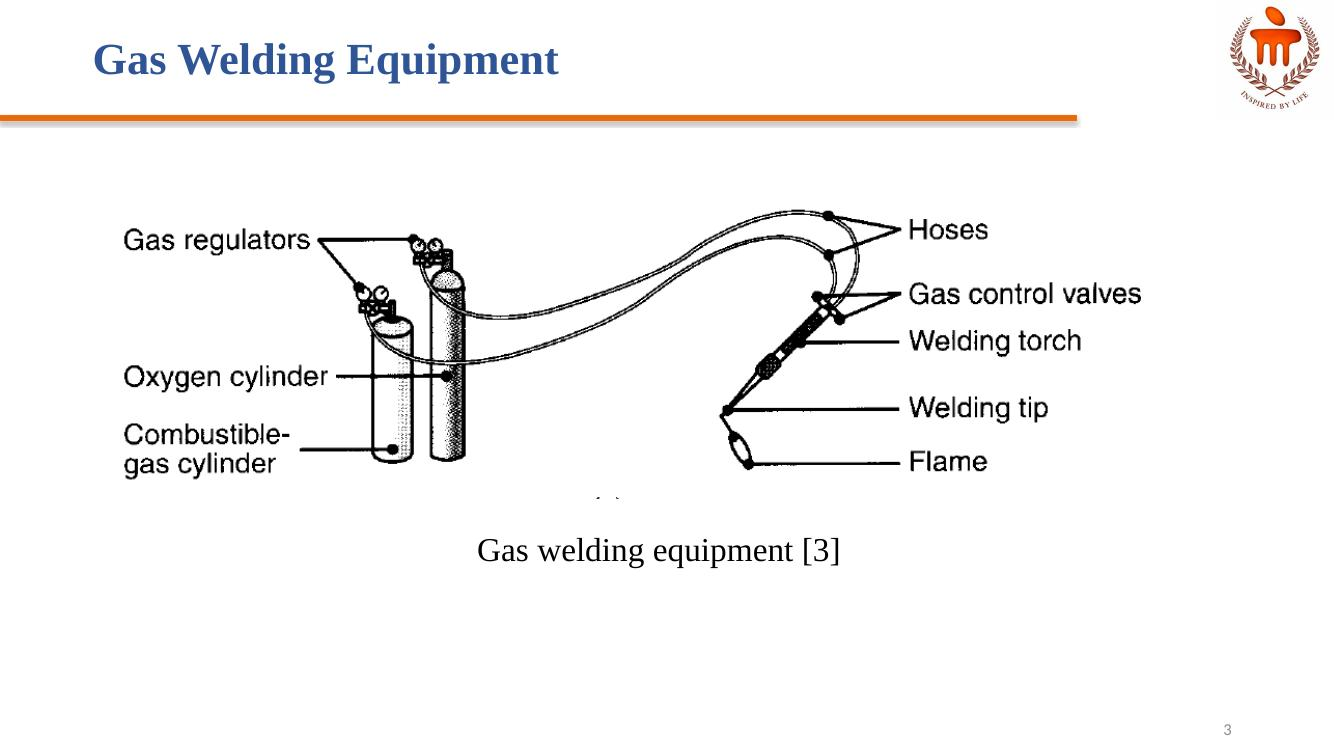 Gas Welding Equipment
INSPIRED BY LIFE
Gas regulators
Oxygen cylinder
Combustible-
gas cylinder
Hoses
Gas control valves
Welding torch
Welding tip
Flame
Gas welding equipment [3]
3